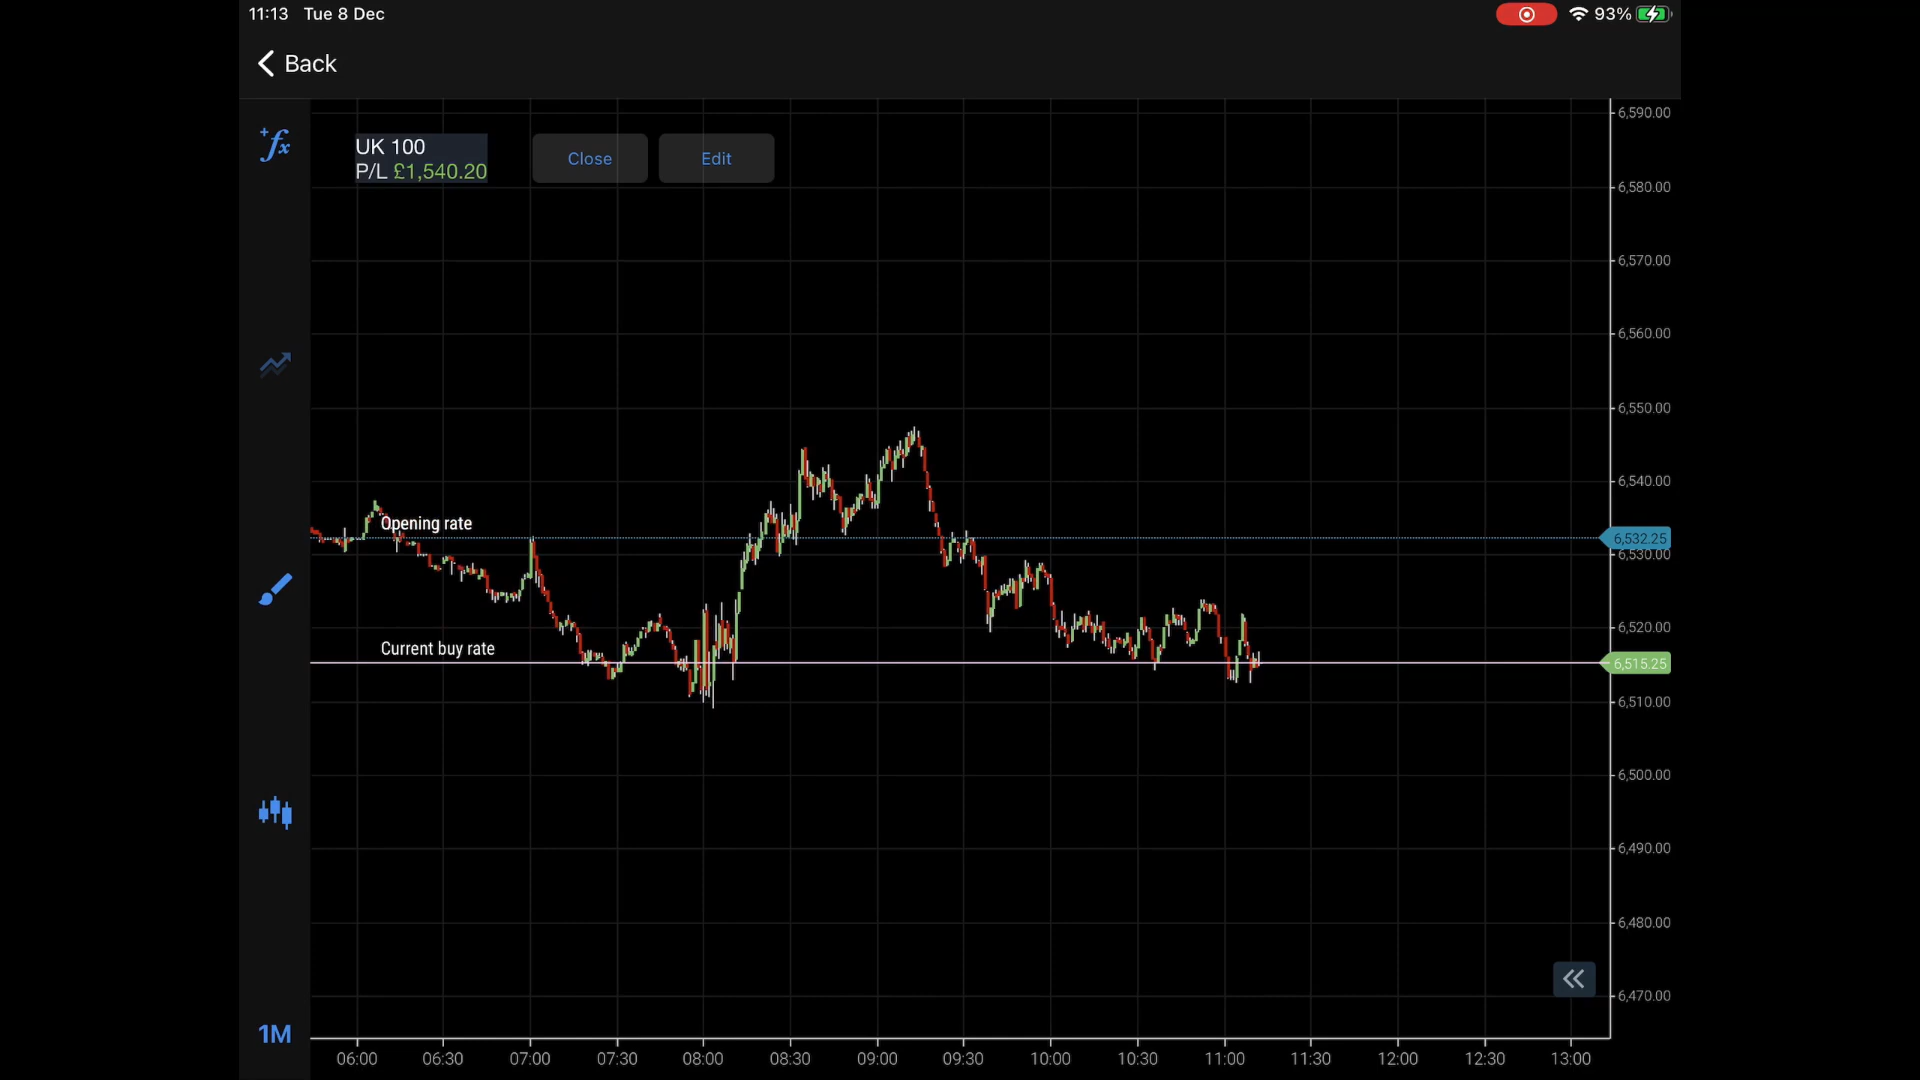 11:13 Tue 8 Dec
93%
Back
+fx
UK 100
P/L £1,540.20
Close
Edit
6,590.00
6,580.00
6,570.00
6,560.00
6,550.00
6,540.00
Opening rate
6,532.25
6,530.00
6,520.00
Current buy rate
6,515.25
6,510.00
6,500.00
6,490.00
6,480.00
6,470.00
1M
06:00 06:30 07:00 07:30 08:00 08:30 09:00 09:30 10:00 10:30 11:00 11:30 12:00 12:30 13:00